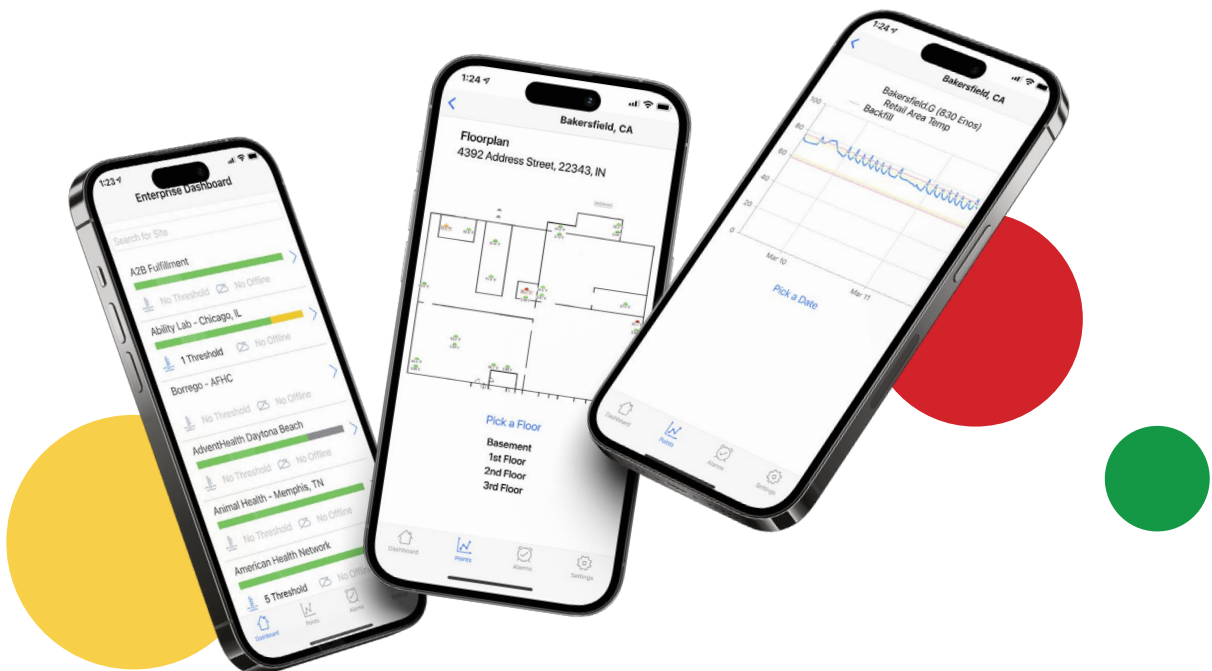 1:23
Enterprise Dashboard
Search for Site
A2B Fulfillment
No Threshold No Offline
Ability Lab - Chicago, IL
1 Threshold No Offline
Borrego - AFHC
No Threshold No Offline
AdventHealth Daytona Beach
No Threshold No Offline
Animal Health - Memphis, TN
No Threshold No Offline
American Health Network
5 Threshold No Offline
Dashboard
Points
Alarms
1:24
Bakersfield, CA
Floorplan
4392 Address Street, 22343, IN
Pick a Floor
Basement
1st Floor
2nd Floor
3rd Floor
Dashboard
Points
Alarms
Settings
1:24
Bakersfield, CA
Bakersfield.G (830 Enos)
Retail Area Temp
Backfill
100
80
60
40
20
0
Mar 10
Mar 11
Pick a Date
Dashboard
Points
Alarms
Settings